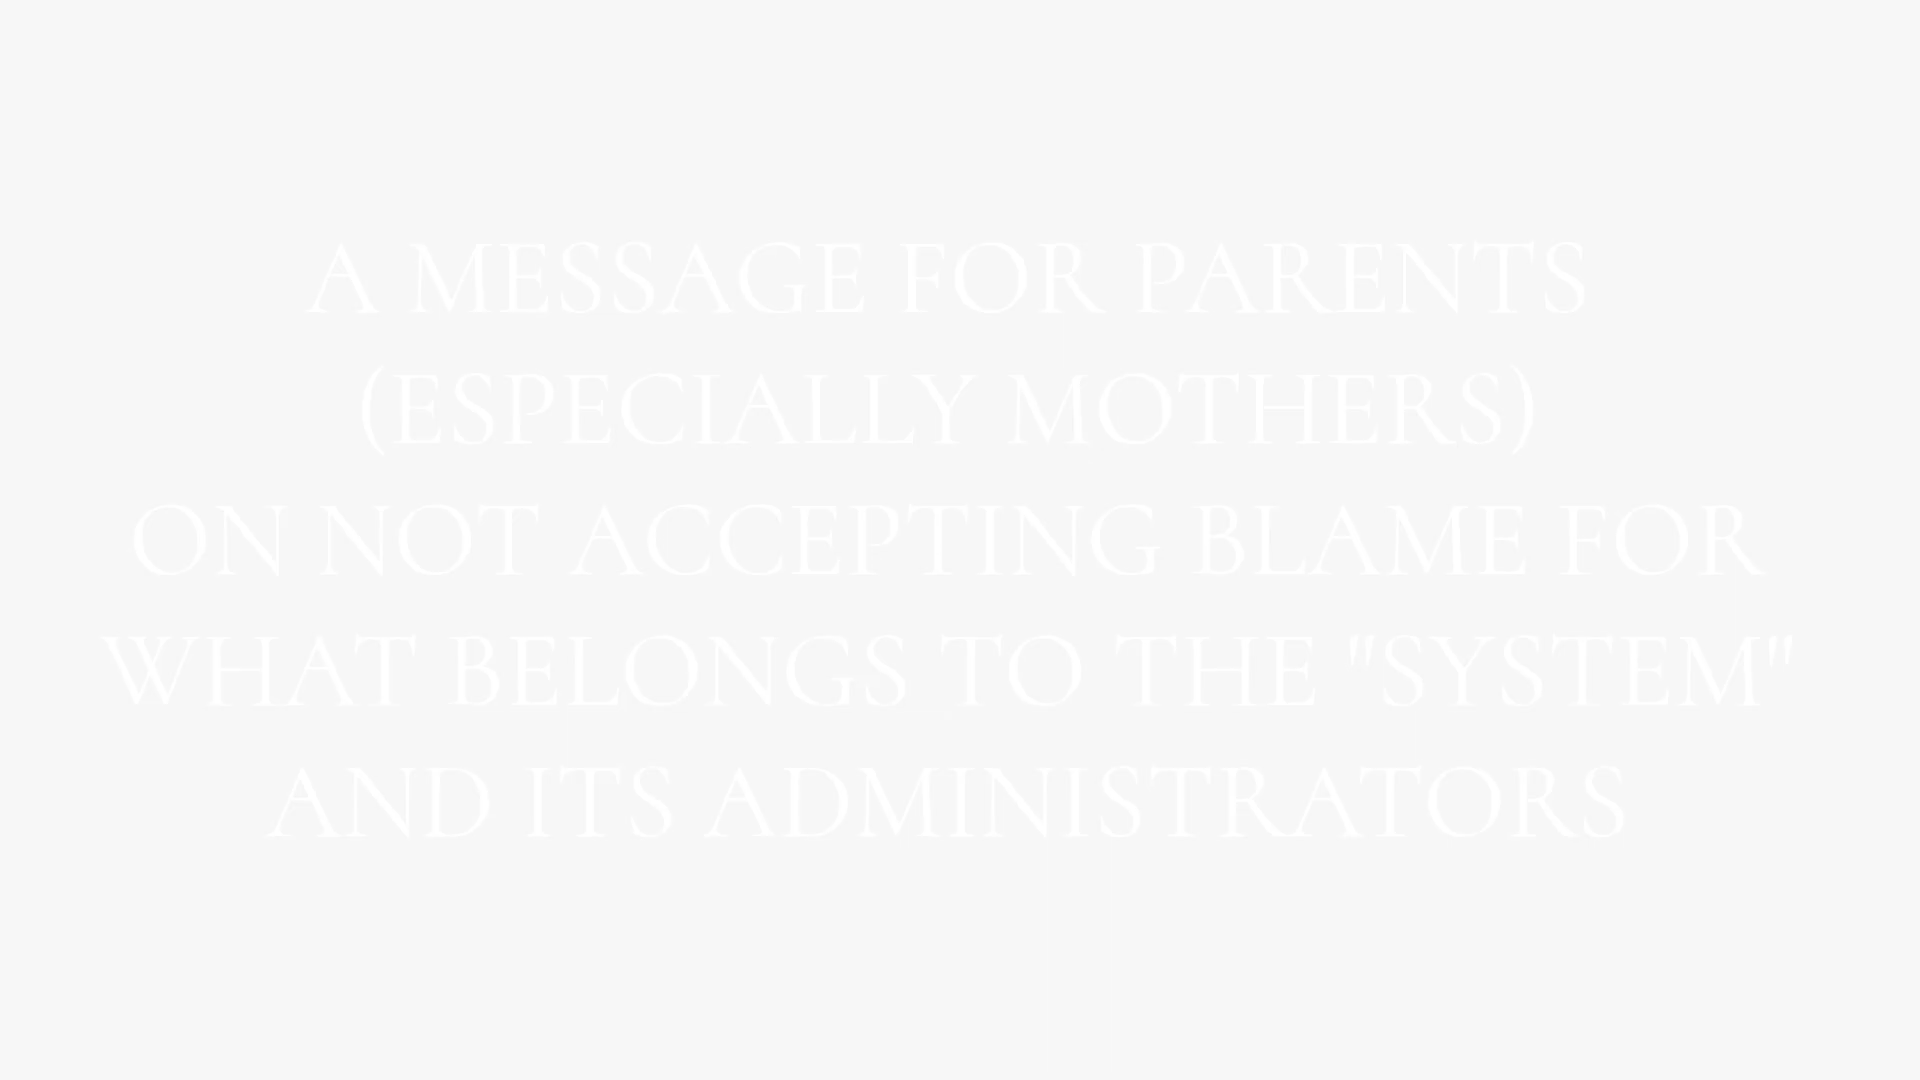 A MESSAGE FOR PARENTS
(ESPECIALLY MOTHERS)
ON NOT ACCEPTING BLAME FOR
WHAT BELONGS TO THE "SYSTEM"
AND ITS ADMINISTRATORS